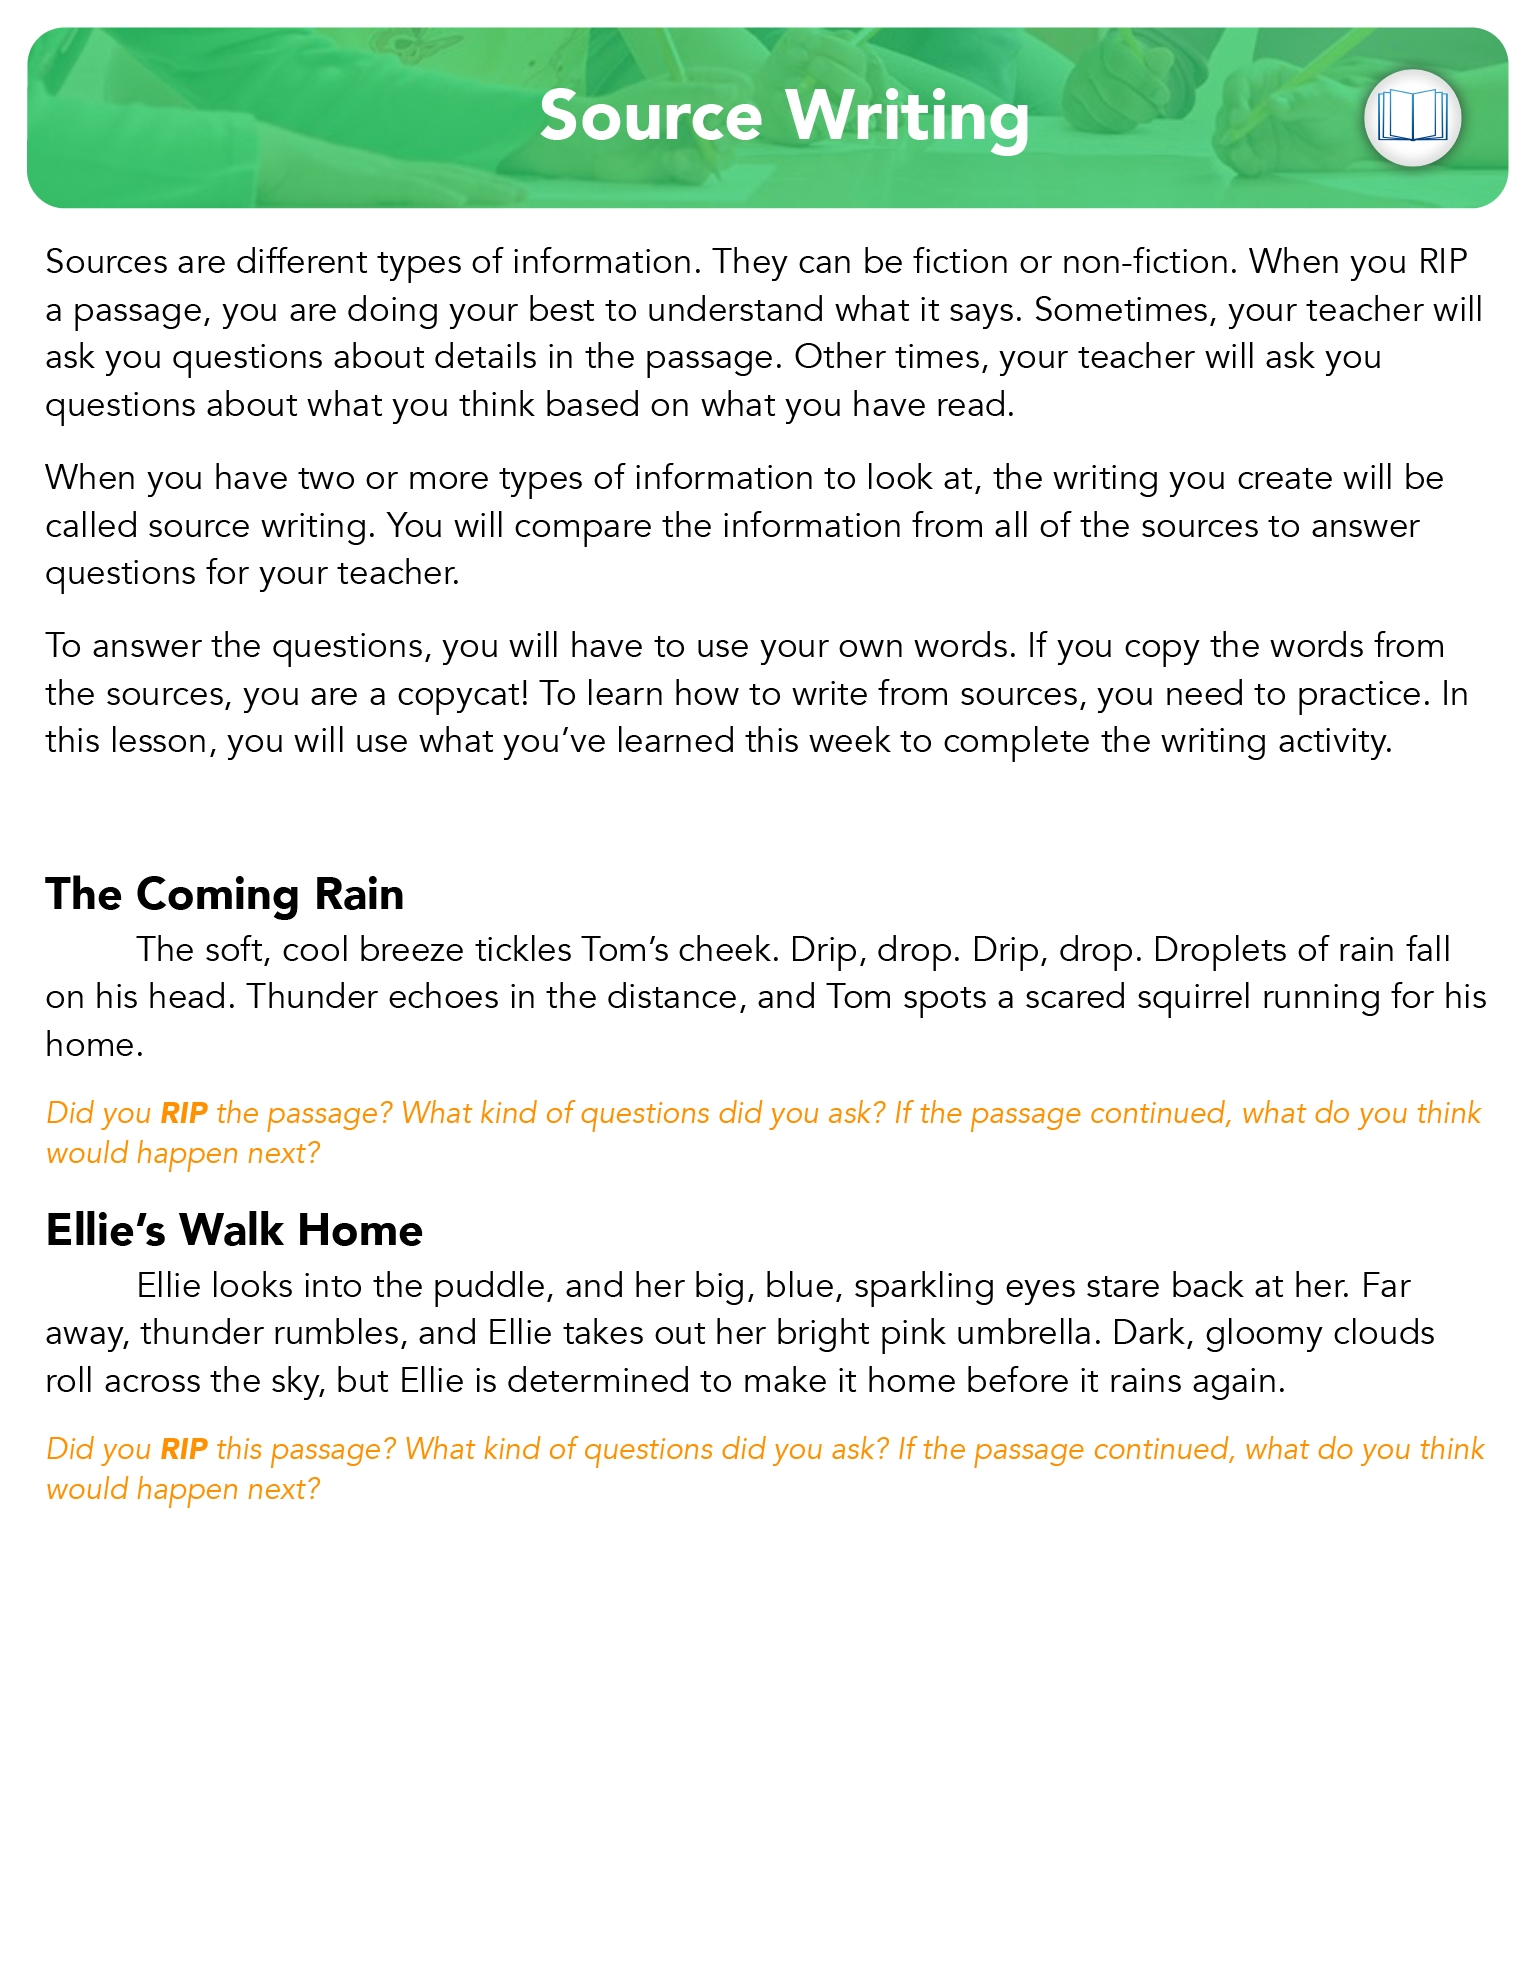 Source Writing
Sources are different types of information. They can be fiction or non-fiction. When you RIP
a passage, you are doing your best to understand what it says. Sometimes, your teacher will
ask you questions about details in the passage. Other times, your teacher will ask you
questions about what you think based on what you have read.
When you have two or more types of information to look at, the writing you create will be
called source writing. You will compare the information from all of the sources to answer
questions for your teacher.
To answer the questions, you will have to use your own words. If you copy the words from
the sources, you are a copycat! To learn how to write from sources, you need to practice. In
this lesson, you will use what you’ve learned this week to complete the writing activity.
The Coming Rain
The soft, cool breeze tickles Tom’s cheek. Drip, drop. Drip, drop. Droplets of rain fall
on his head. Thunder echoes in the distance, and Tom spots a scared squirrel running for his
home.
Did you RIP the passage? What kind of questions did you ask? If the passage continued, what do you think
would happen next?
Ellie’s Walk Home
Ellie looks into the puddle, and her big, blue, sparkling eyes stare back at her. Far
away, thunder rumbles, and Ellie takes out her bright pink umbrella. Dark, gloomy clouds
roll across the sky, but Ellie is determined to make it home before it rains again.
Did you RIP this passage? What kind of questions did you ask? If the passage continued, what do you think
would happen next?